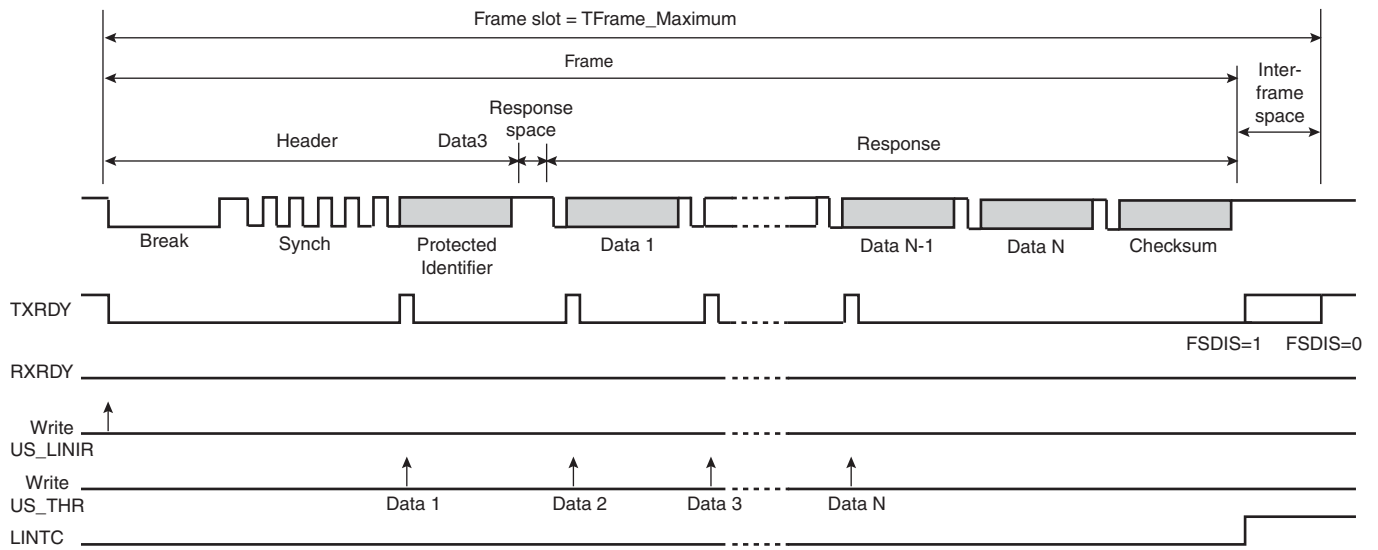 Frame slot = TFrame_Maximum
Frame
Inter-
frame
space
Response
space
Header
Data3
Response
Break
Synch
Protected
Identifier
Data 1
Data N-1
Data N
Checksum
TXRDY
FSDIS=1
FSDIS=0
RXRDY
Write
US_LINIR
Write
US_THR
Data 1
Data 2
Data 3
Data N
LINTC